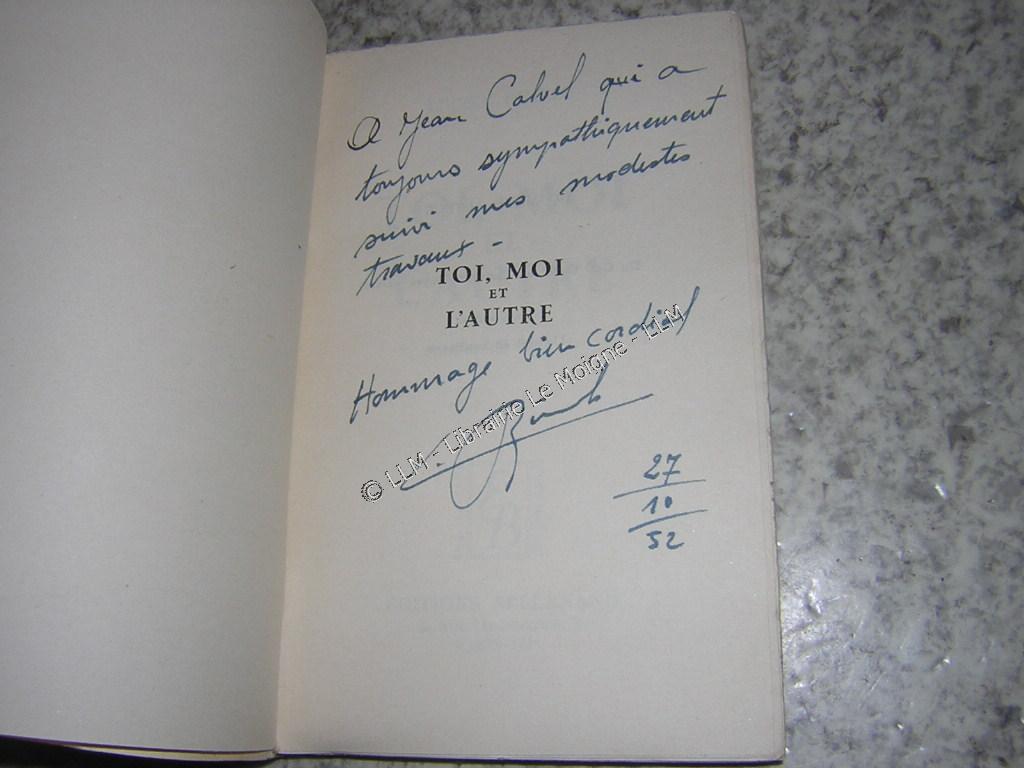 A Jean Calvel qui a
toujours sympathiquement
suivi mes modestes
travaux -
TOI, MOI
ET
L'AUTRE
Hommage bien cordial
© LLM - Librairie Le Moigne - LLM
27
10
52